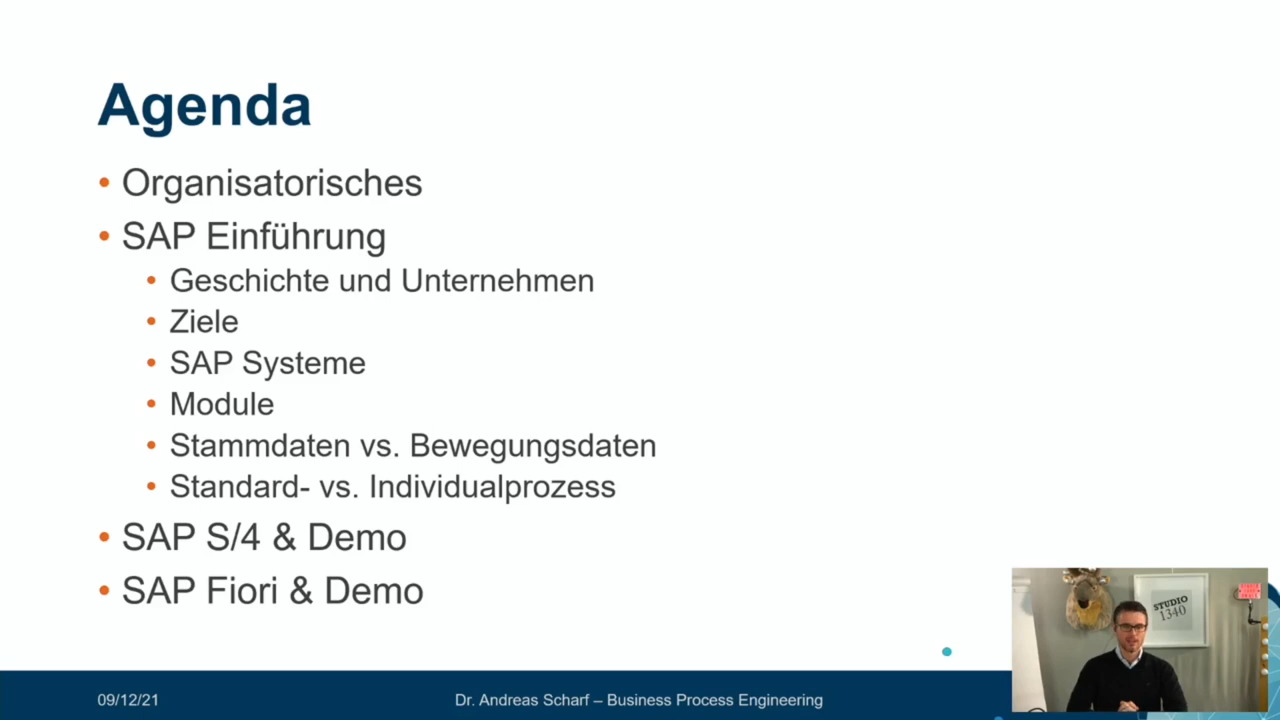 Agenda
• Organisatorisches
• SAP Einführung
• Geschichte und Unternehmen
• Ziele
• SAP Systeme
• Module
• Stammdaten vs. Bewegungsdaten
• Standard- vs. Individualprozess
• SAP S/4 & Demo
• SAP Fiori & Demo
STUDIO
1340
09/12/21
Dr. Andreas Scharf – Business Process Engineering